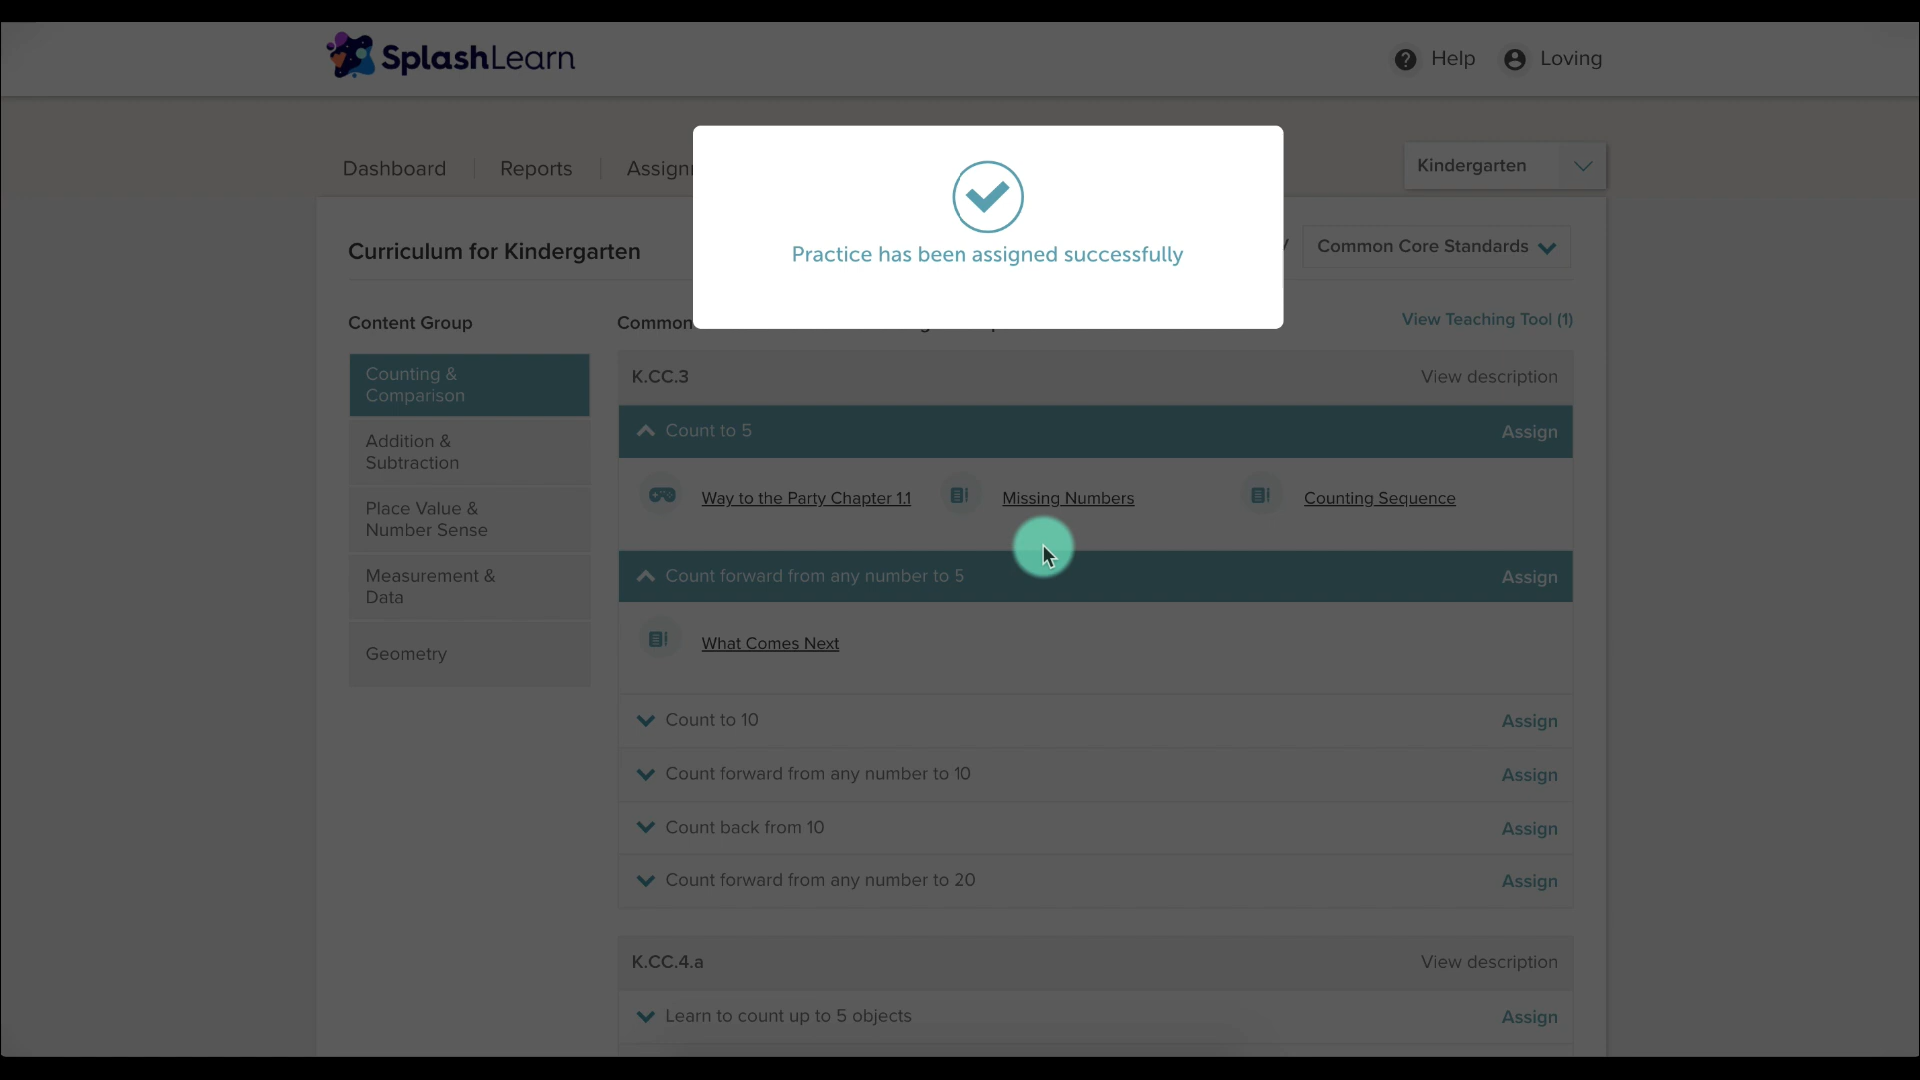 SplashLearn
Help
Loving
Dashboard
Reports
Assign
Kindergarten
Practice has been assigned successfully
Curriculum for Kindergarten
Common Core Standards
Content Group
Common
View Teaching Tool (1)
Counting &
Comparison
Addition &
Subtraction
Place Value &
Number Sense
Measurement &
Data
Geometry
K.CC.3
View description
Count to 5
Assign
Way to the Party Chapter 1.1
Missing Numbers
Counting Sequence
Count forward from any number to 5
Assign
What Comes Next
Count to 10
Assign
Count forward from any number to 10
Assign
Count back from 10
Assign
Count forward from any number to 20
Assign
K.CC.4.a
View description
Learn to count up to 5 objects
Assign